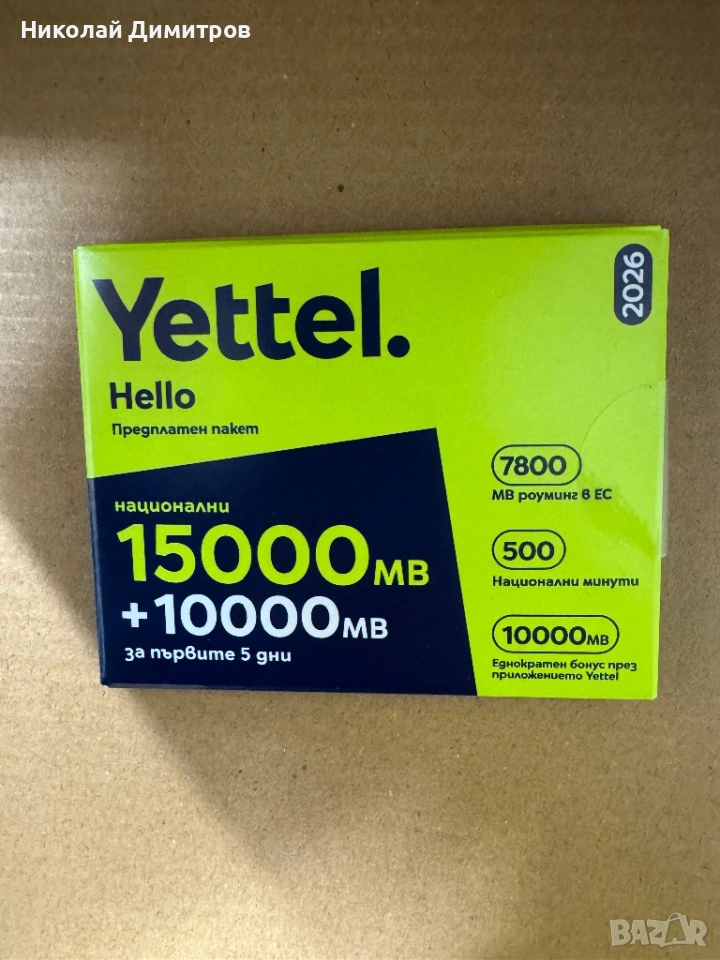 Николай Димитров
2026
Yettel.
Hello
Предплатен пакет
национални
15000MB
+10000MB
за първите 5 дни
7800
MB роуминг в ЕС
500
Национални минути
10000MB
Еднократен бонус през
приложението Yettel
BAZAR